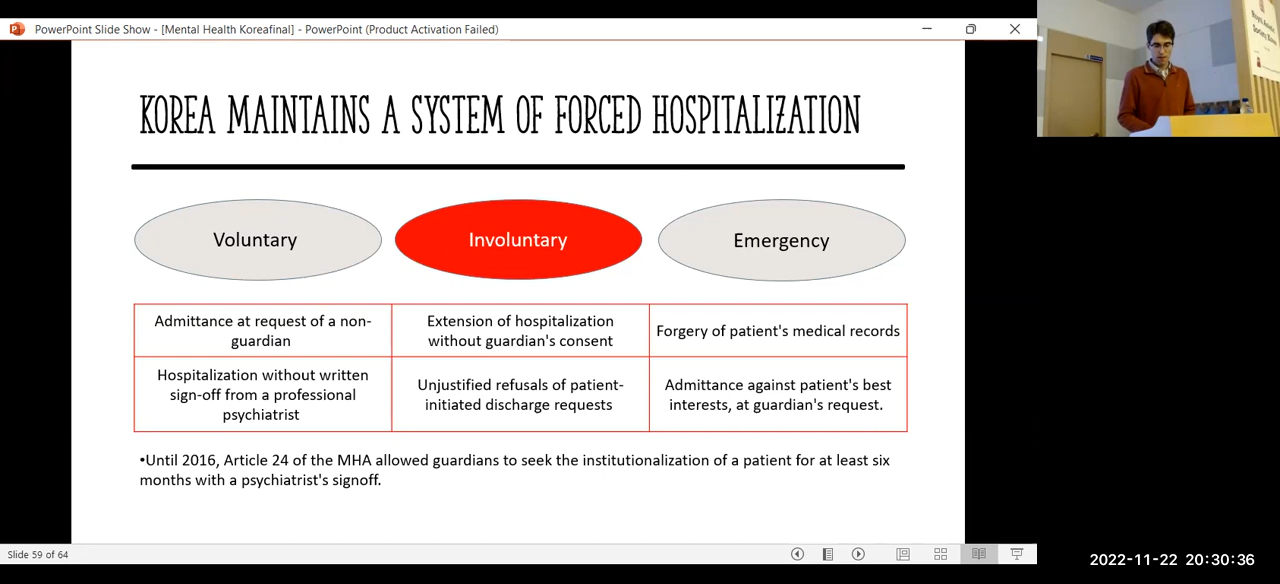 PowerPoint Slide Show - [Mental Health Koreafinal] - PowerPoint (Product Activation Failed)
KOREA MAINTAINS A SYSTEM OF FORCED HOSPITALIZATION
Voluntary
Involuntary
Emergency
Admittance at request of a non-
guardian
Extension of hospitalization
without guardian's consent
Forgery of patient's medical records
Hospitalization without written
sign-off from a professional
psychiatrist
Unjustified refusals of patient-
initiated discharge requests
Admittance against patient's best
interests, at guardian's request.
•Until 2016, Article 24 of the MHA allowed guardians to seek the institutionalization of a patient for at least six
months with a psychiatrist's signoff.
Slide 59 of 64
2022-11-22 20:30:36